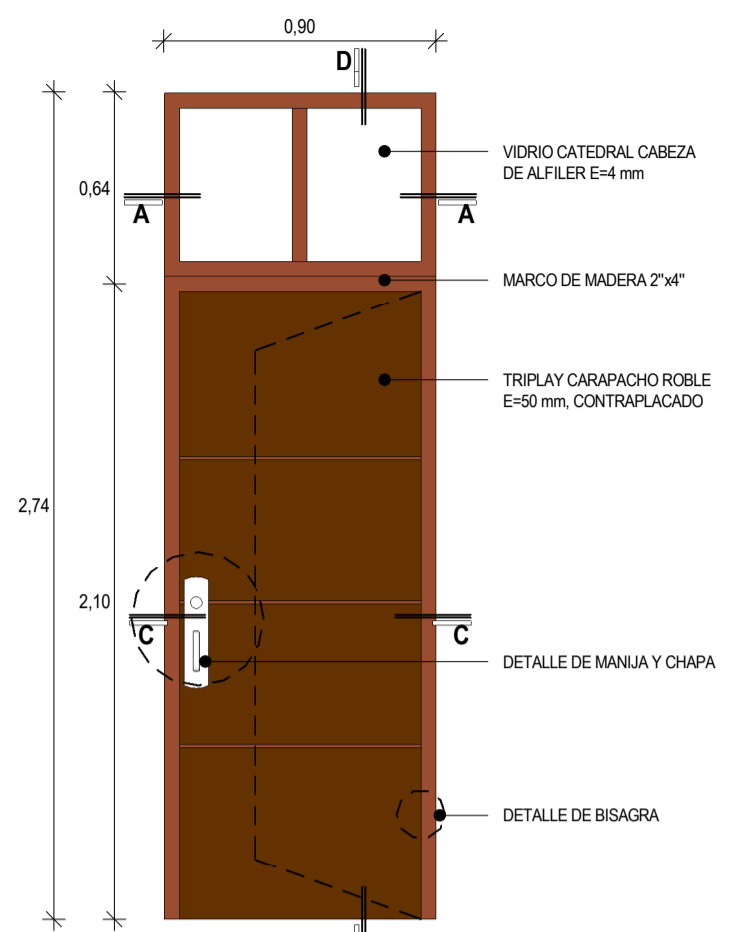 0,90
D
VIDRIO CATEDRAL CABEZA
DE ALFILER E=4 mm
0,64
A
A
MARCO DE MADERA 2"x4"
TRIPLAY CARAPACHO ROBLE
E=50 mm, CONTRAPLACADO
2,74
2,10
C
C
DETALLE DE MANIJA Y CHAPA
DETALLE DE BISAGRA